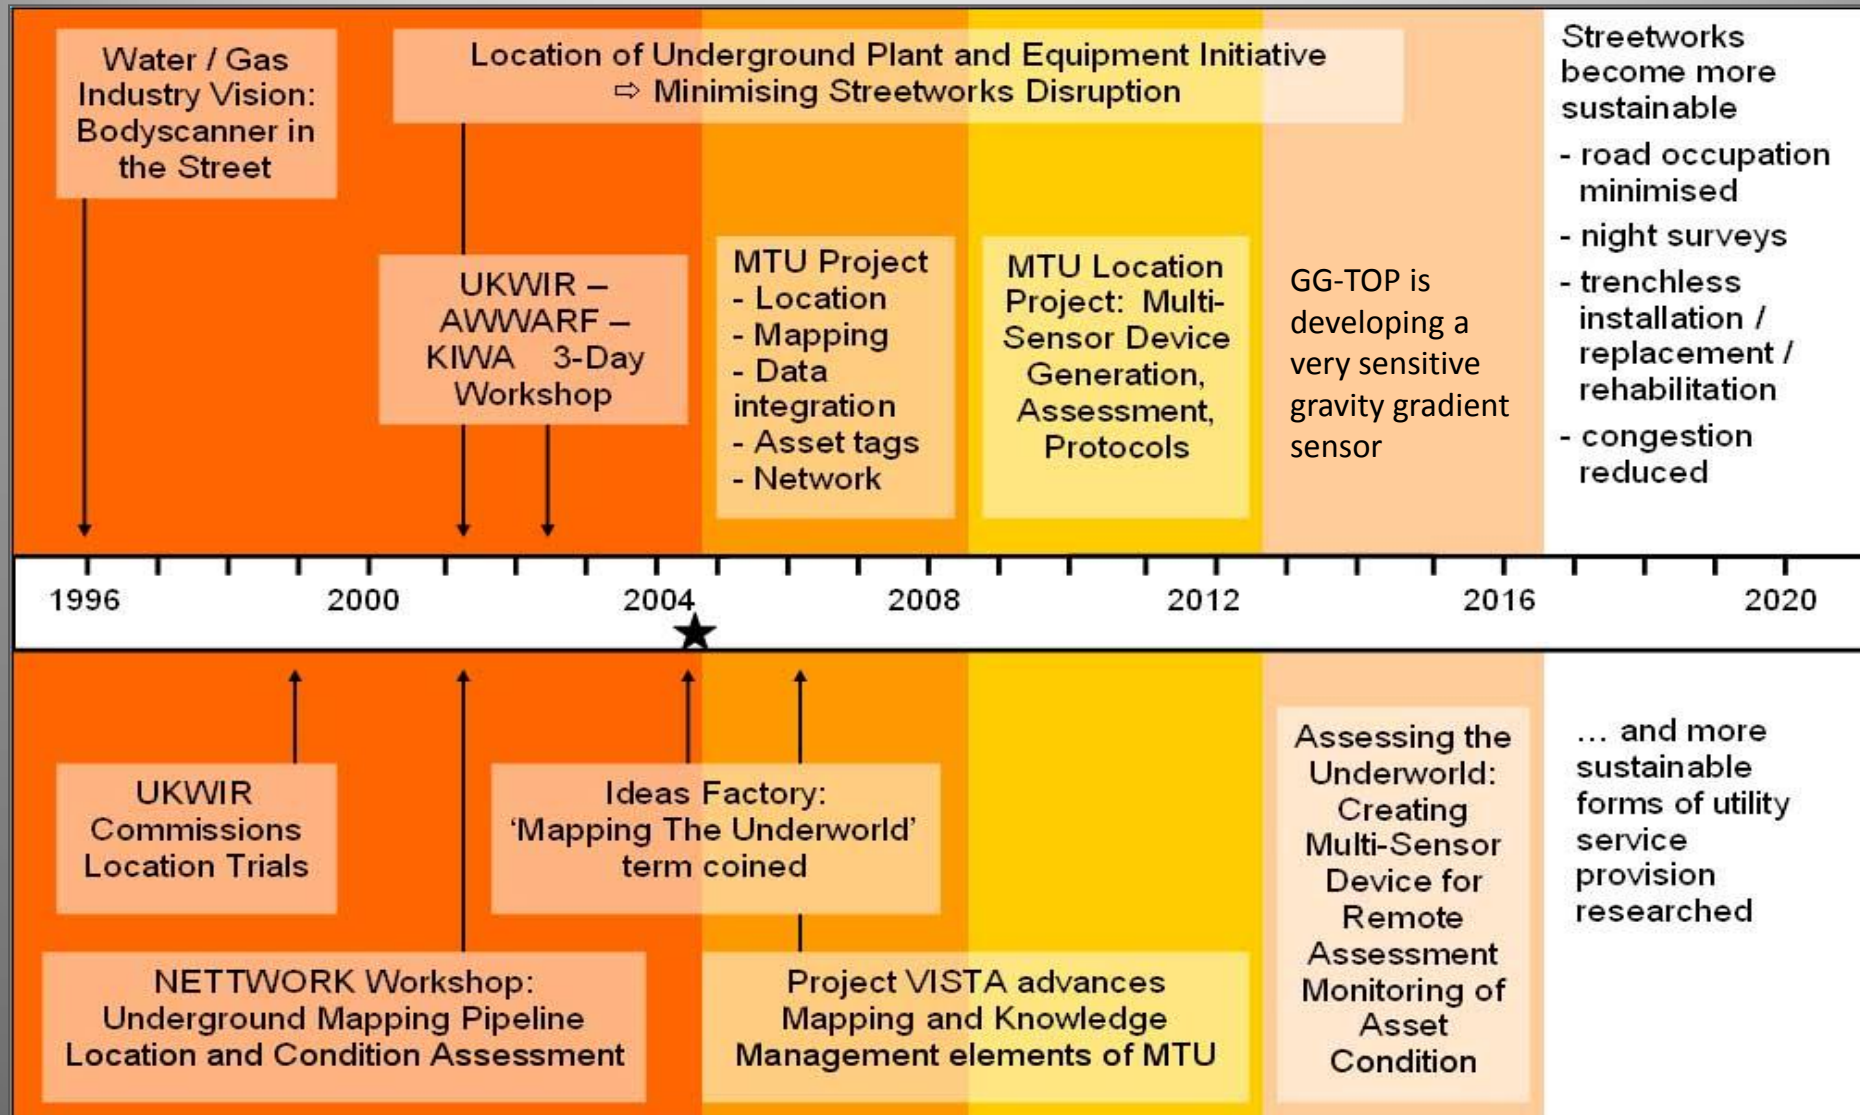 Water / Gas
Industry Vision:
Bodyscanner in
the Street
Location of Underground Plant and Equipment Initiative
⇨ Minimising Streetworks Disruption
UKWIR –
AWWARF –
KIWA 3-Day
Workshop
MTU Project
- Location
- Mapping
- Data
integration
- Asset tags
- Network
MTU Location
Project: Multi-
Sensor Device
Generation,
Assessment,
Protocols
GG-TOP is
developing a
very sensitive
gravity gradient
sensor
Streetworks
become more
sustainable
- road occupation
minimised
- night surveys
- trenchless
installation /
replacement /
rehabilitation
- congestion
reduced
1996 2000 2004 2008 2012 2016 2020
UKWIR
Commissions
Location Trials
NETTWORK Workshop:
Underground Mapping Pipeline
Location and Condition Assessment
Ideas Factory:
‘Mapping The Underworld’
term coined
Project VISTA advances
Mapping and Knowledge
Management elements of MTU
Assessing the
Underworld:
Creating
Multi-Sensor
Device for
Remote
Assessment
Monitoring of
Asset
Condition
... and more
sustainable
forms of utility
service
provision
researched